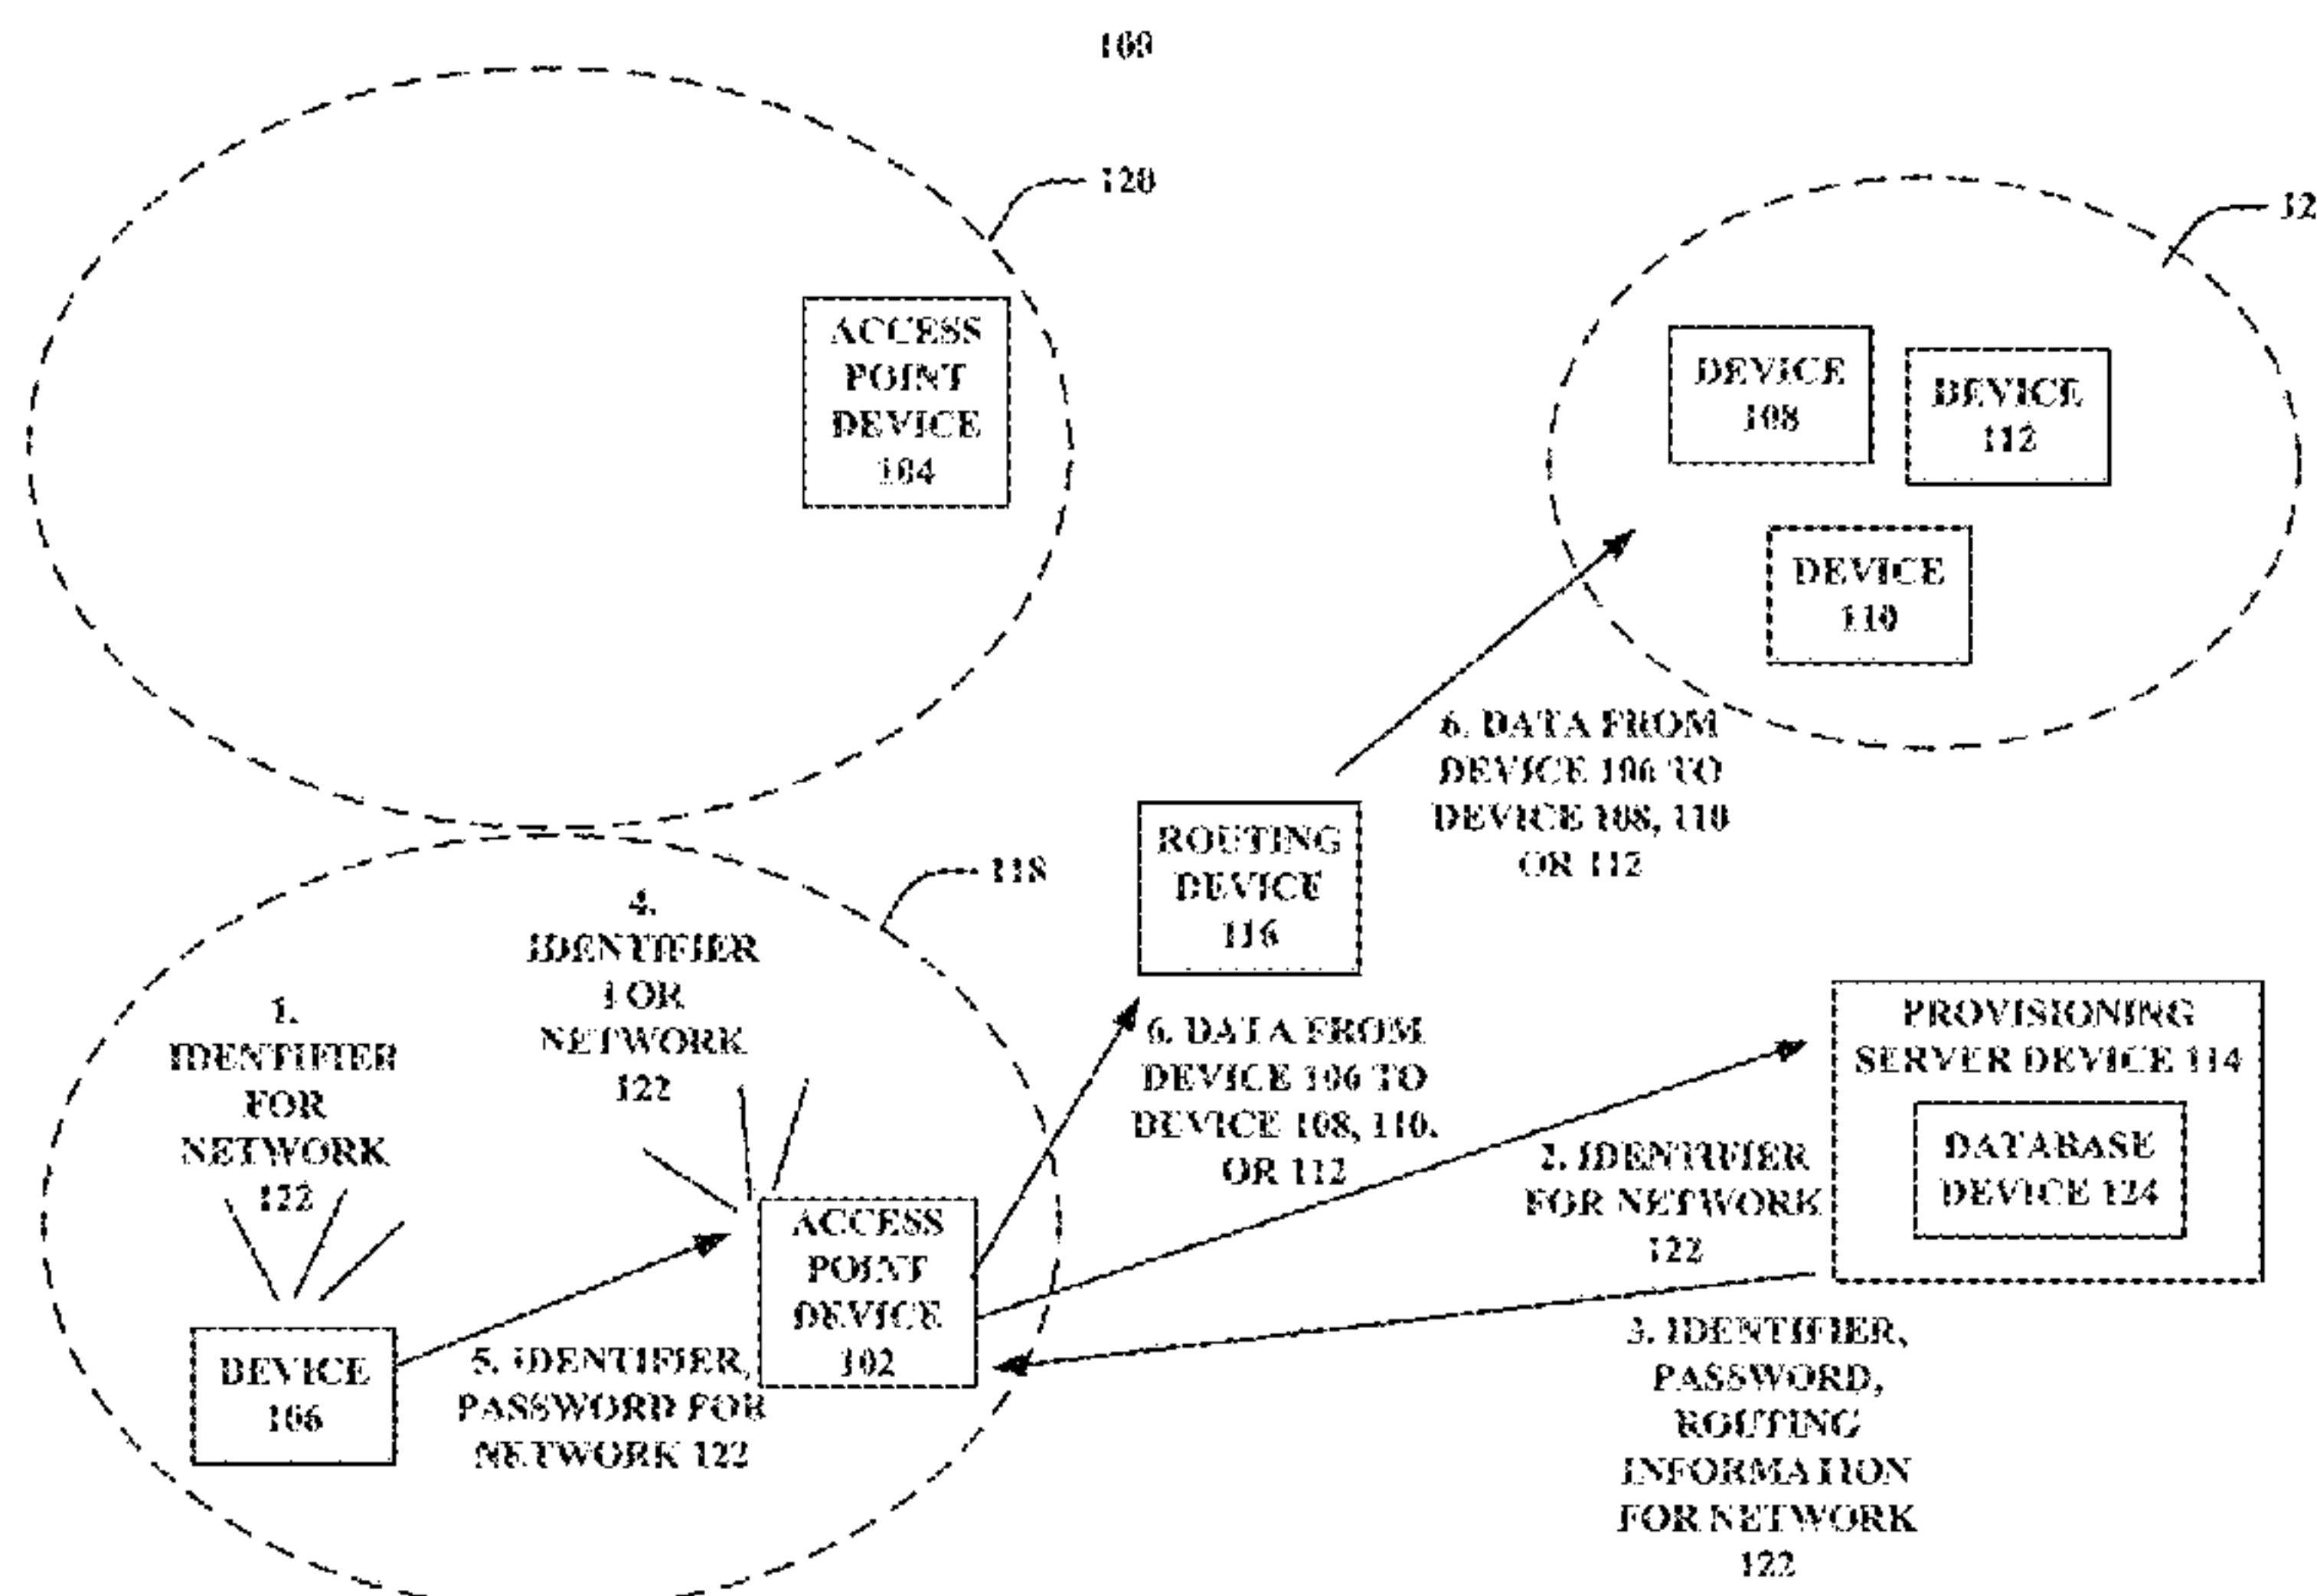 100
120
12
ACCESS
POINT
DEVICE
104
DEVICE
108
DEVICE
112
DEVICE
110
6. DATA FROM
DEVICE 106 TO
DEVICE 108, 110
OR 112
ROUTING
DEVICE
116
118
4.
IDENTIFIER
FOR
NETWORK
122
1.
IDENTIFIER
FOR
NETWORK
122
6. DATA FROM
DEVICE 106 TO
DEVICE 108, 110,
OR 112
PROVISIONING
SERVER DEVICE 114
DATABASE
DEVICE 124
2. IDENTIFIER
FOR NETWORK
122
ACCESS
POINT
DEVICE
102
DEVICE
106
5. IDENTIFIER,
PASSWORD FOR
NETWORK 122
3. IDENTIFIER,
PASSWORD,
ROUTING
INFORMATION
FOR NETWORK
122